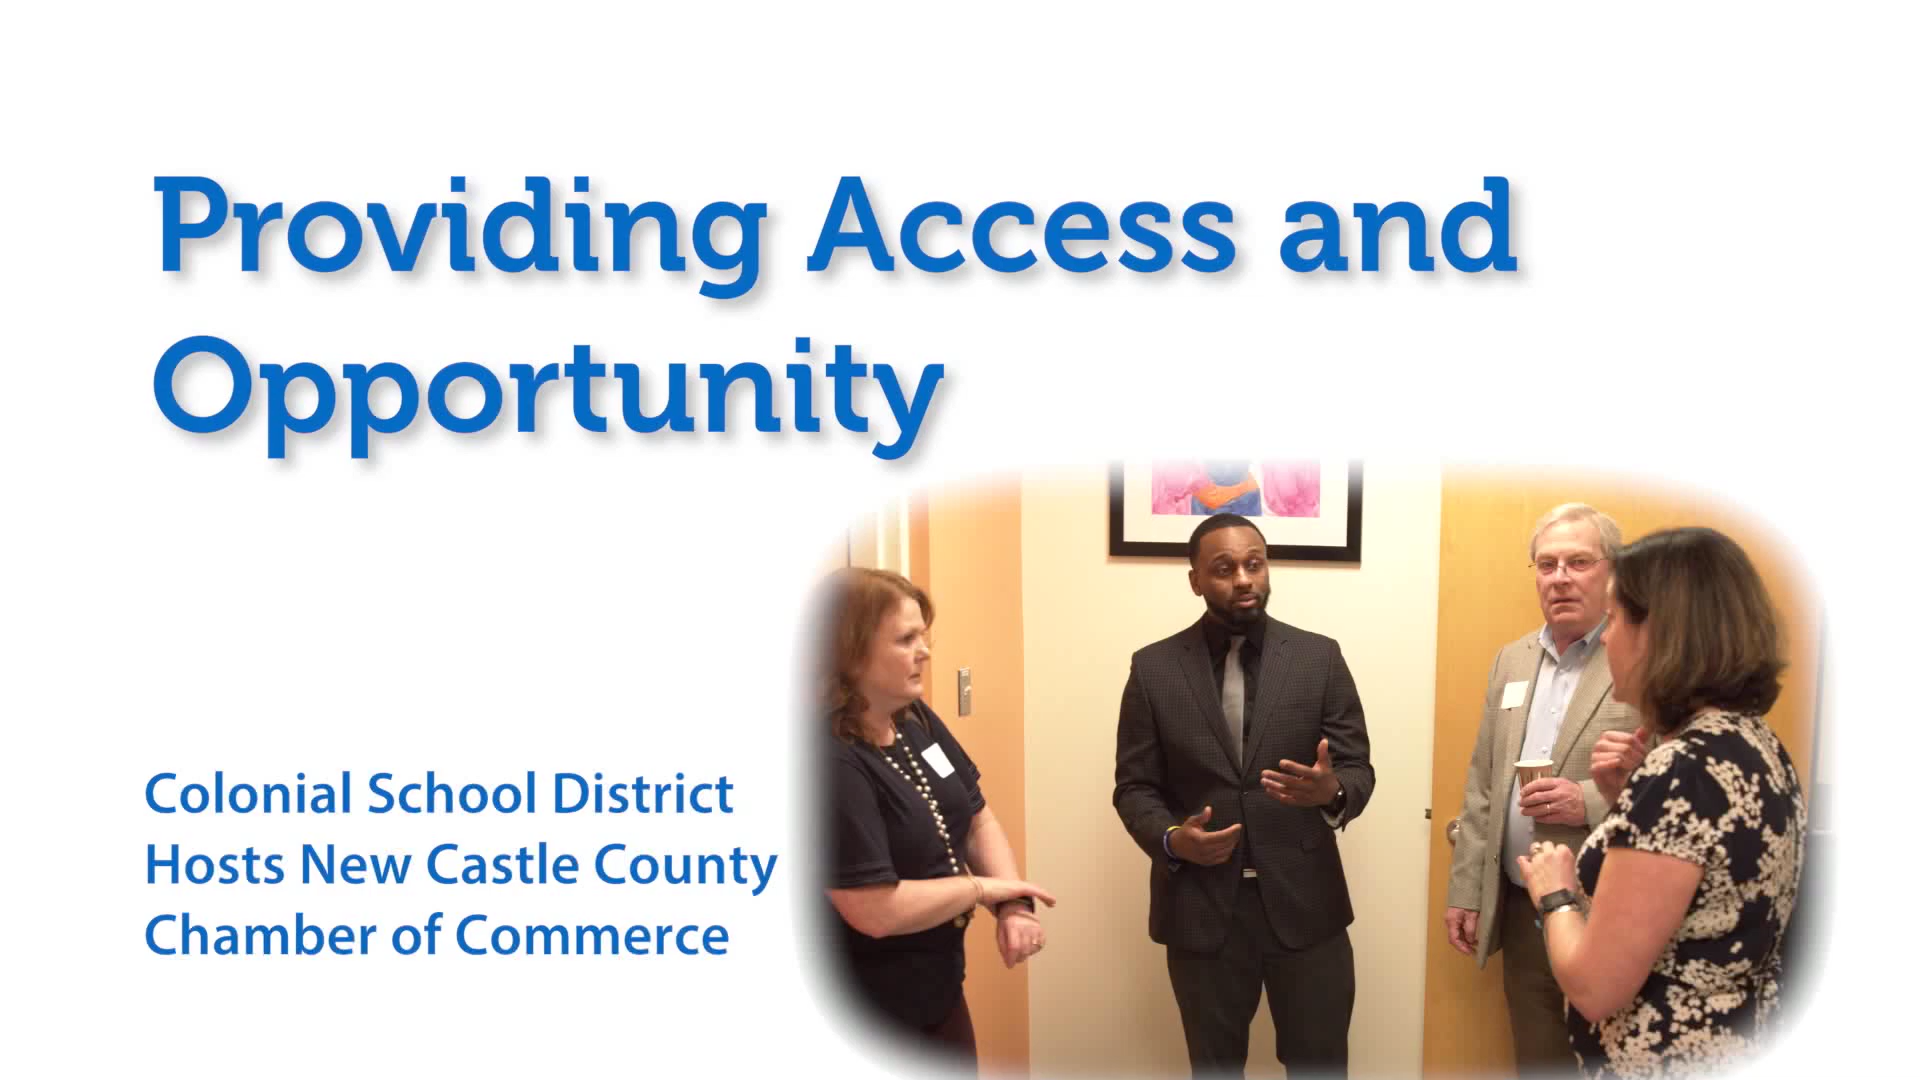 Providing Access and
Opportunity
Colonial School District
Hosts New Castle County
Chamber of Commerce